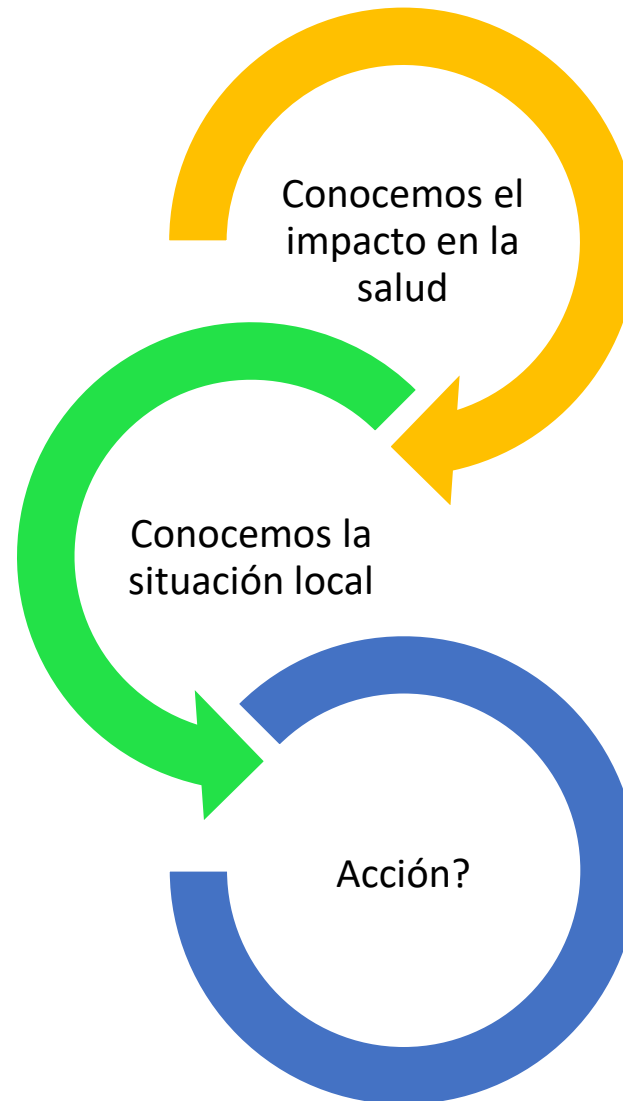 Conocemos el
impacto en la
salud
Conocemos la
situación local
Acción?